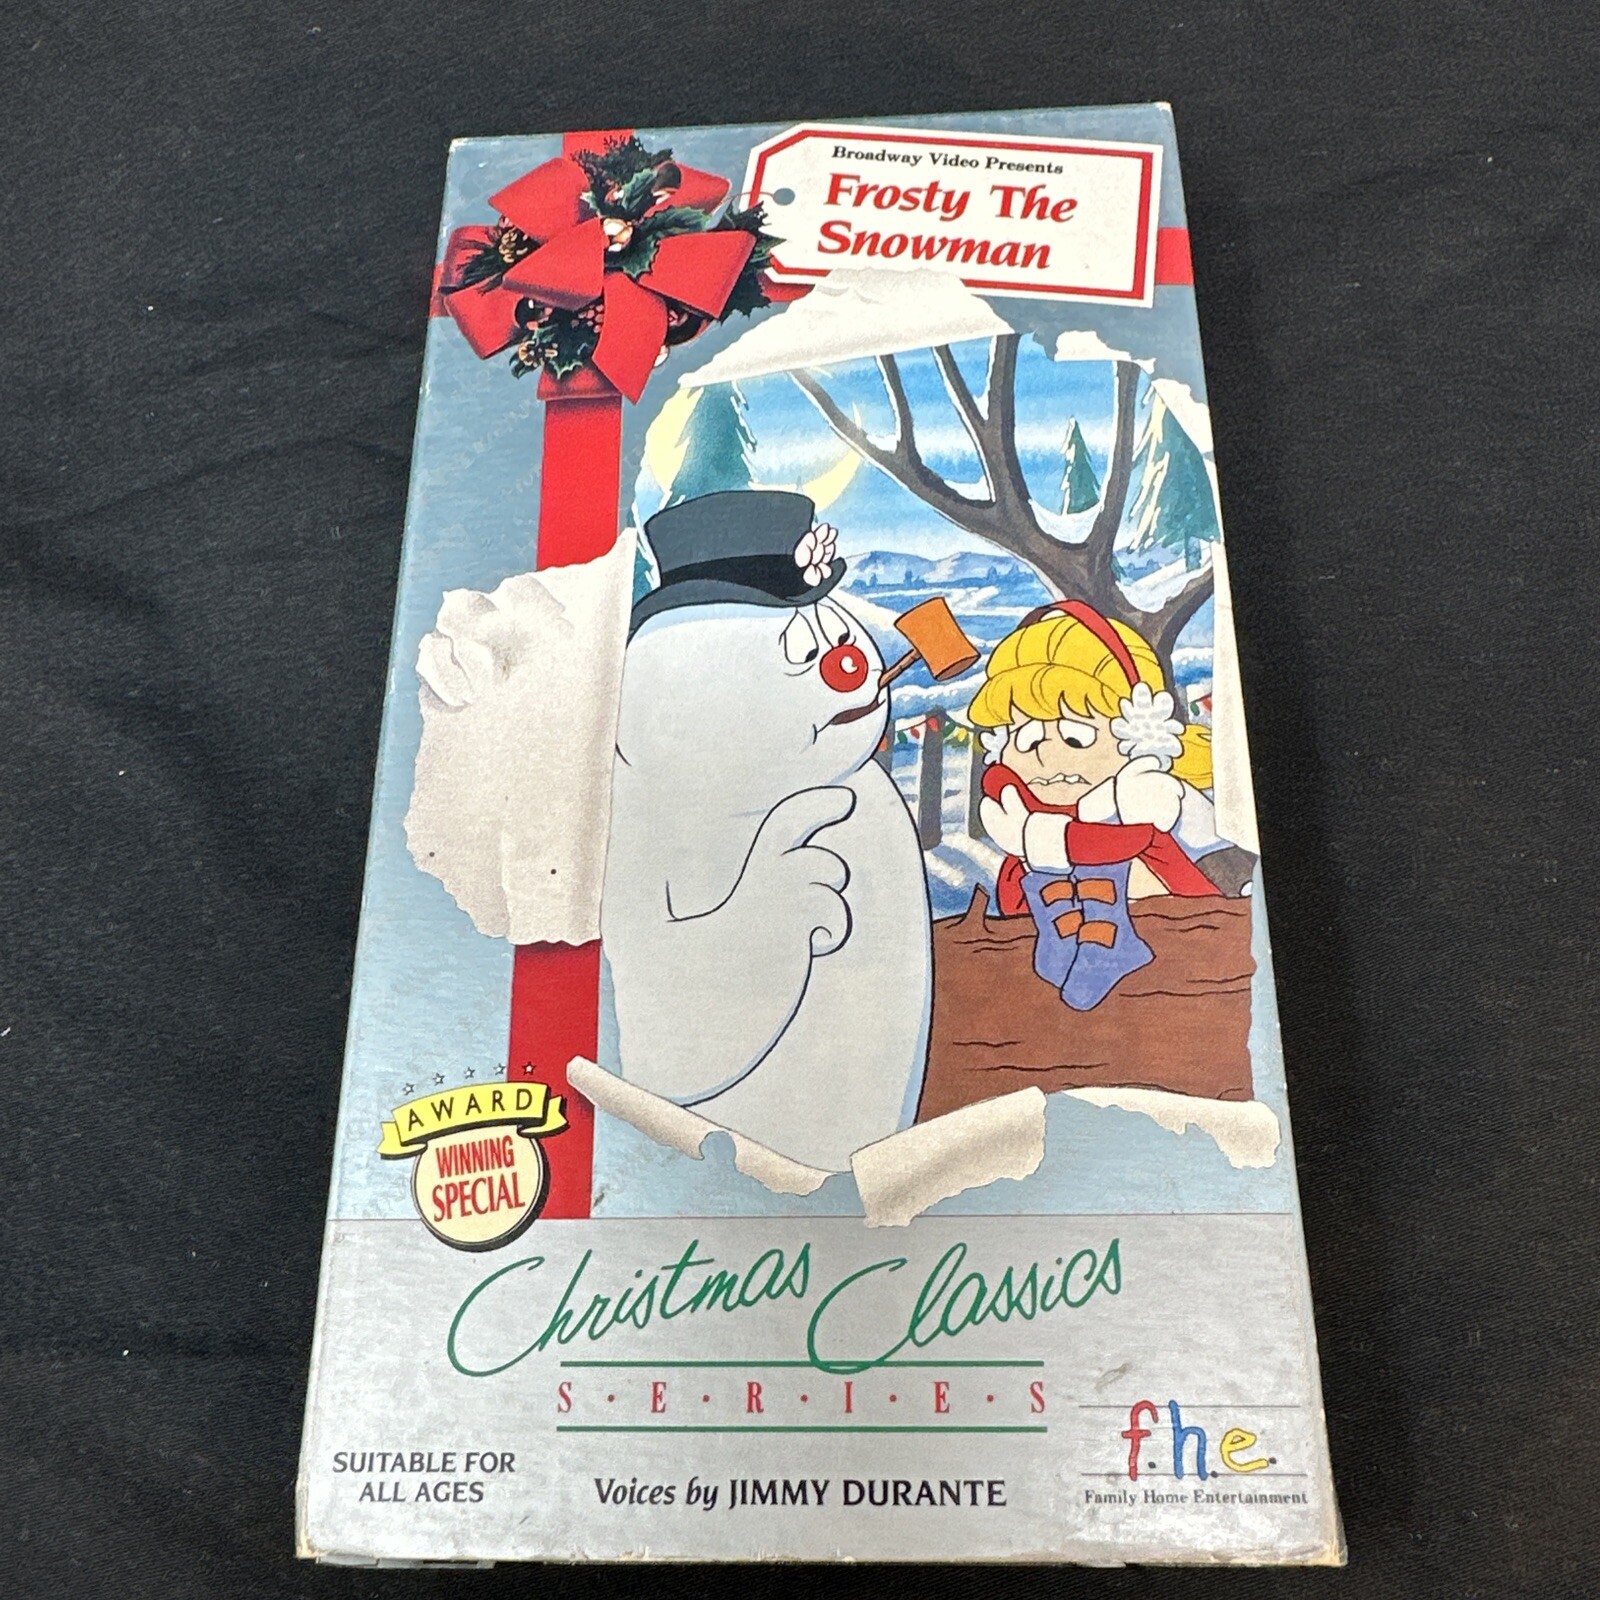 Broadway Video Presents
Frosty The
Snowman
AWARD
WINNING
SPECIAL
Christmas Classics
S·E·R·I·E·S
SUITABLE FOR
ALL AGES
Voices by JIMMY DURANTE
f.h.e.
Family Home Entertainment